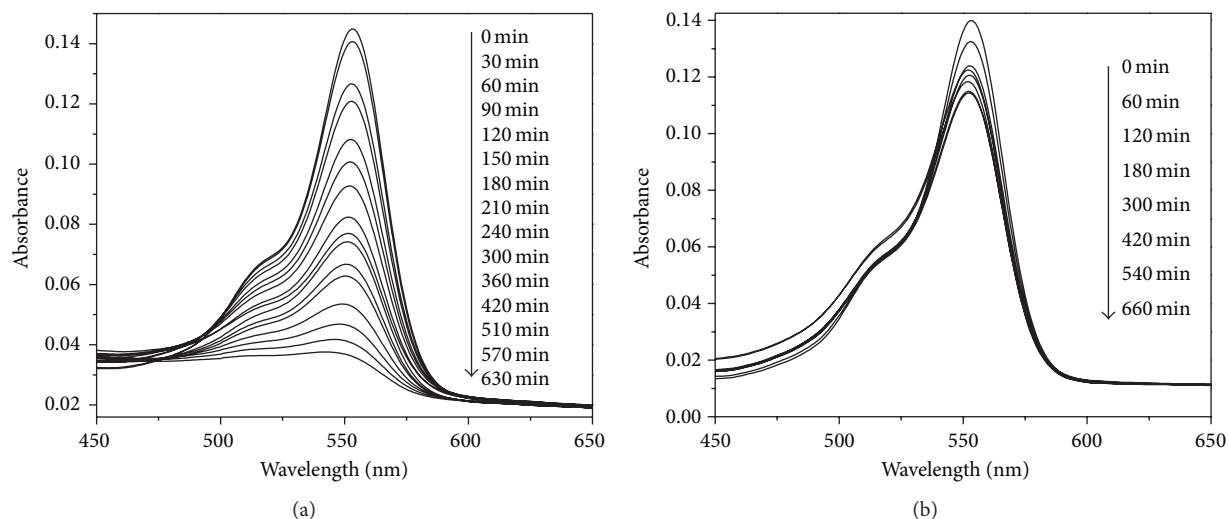 0.14
0.12
0.10
0.08
0.06
0.04
0.02
Absorbance
450
500
550
600
650
Wavelength (nm)
0 min
30 min
60 min
90 min
120 min
150 min
180 min
210 min
240 min
300 min
360 min
420 min
510 min
570 min
630 min
(a)
0.14
0.12
0.10
0.08
0.06
0.04
0.02
0.00
Absorbance
450
500
550
600
650
Wavelength (nm)
0 min
60 min
120 min
180 min
300 min
420 min
540 min
660 min
(b)